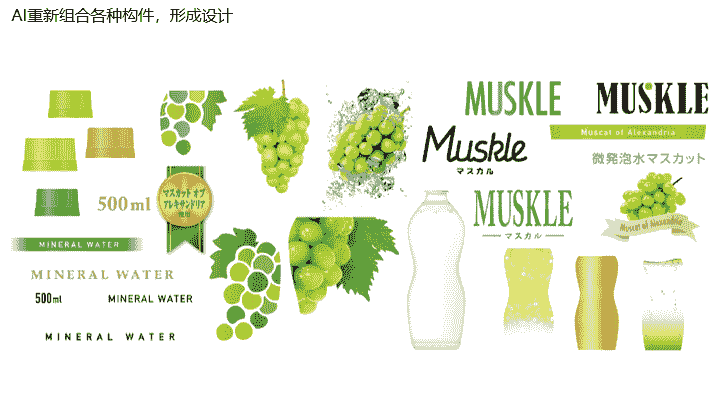 AI重新组合各种构件，形成设计
MUSKLE
MUSKLE
Muscat of Alexandria
Muskle
マスカル
微発泡水マスカット
マスカット オブ
アレキサンドリア
500ml
MUSKLE
マスカル
Muscat of Alexandria
MINERAL WATER
MINERAL WATER
500ml
MINERAL WATER
MINERAL WATER